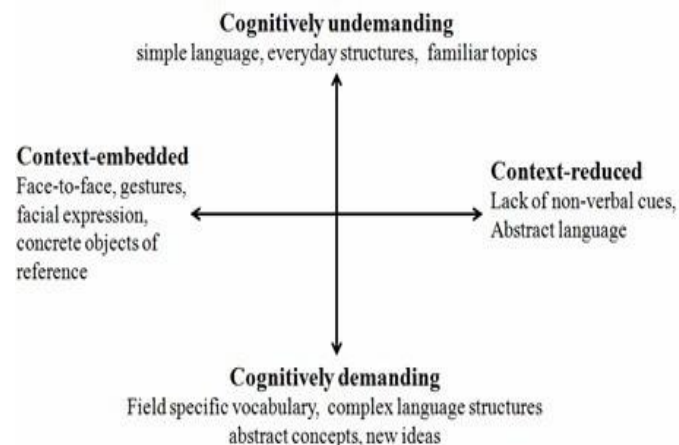 Cognitively undemanding
simple language, everyday structures, familiar topics
Context-embedded
Face-to-face, gestures,
facial expression,
concrete objects of
reference
Context-reduced
Lack of non-verbal cues,
Abstract language
Cognitively demanding
Field specific vocabulary, complex language structures
abstract concepts, new ideas